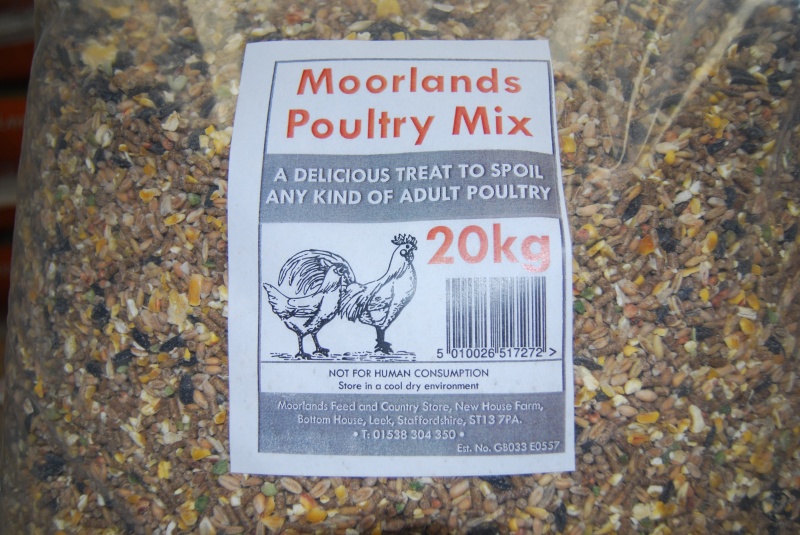 Moorlands
Poultry Mix
A DELICIOUS TREAT TO SPOIL
ANY KIND OF ADULT POULTRY
20kg
5 010026 517272 >
NOT FOR HUMAN CONSUMPTION
Store in a cool dry environment
Moorlands Feed and Country Store, New House Farm,
Bottom House, Leek, Staffordshire, ST13 7PA.
• T: 01538 304 350 •
Est. No. GB033 E0557